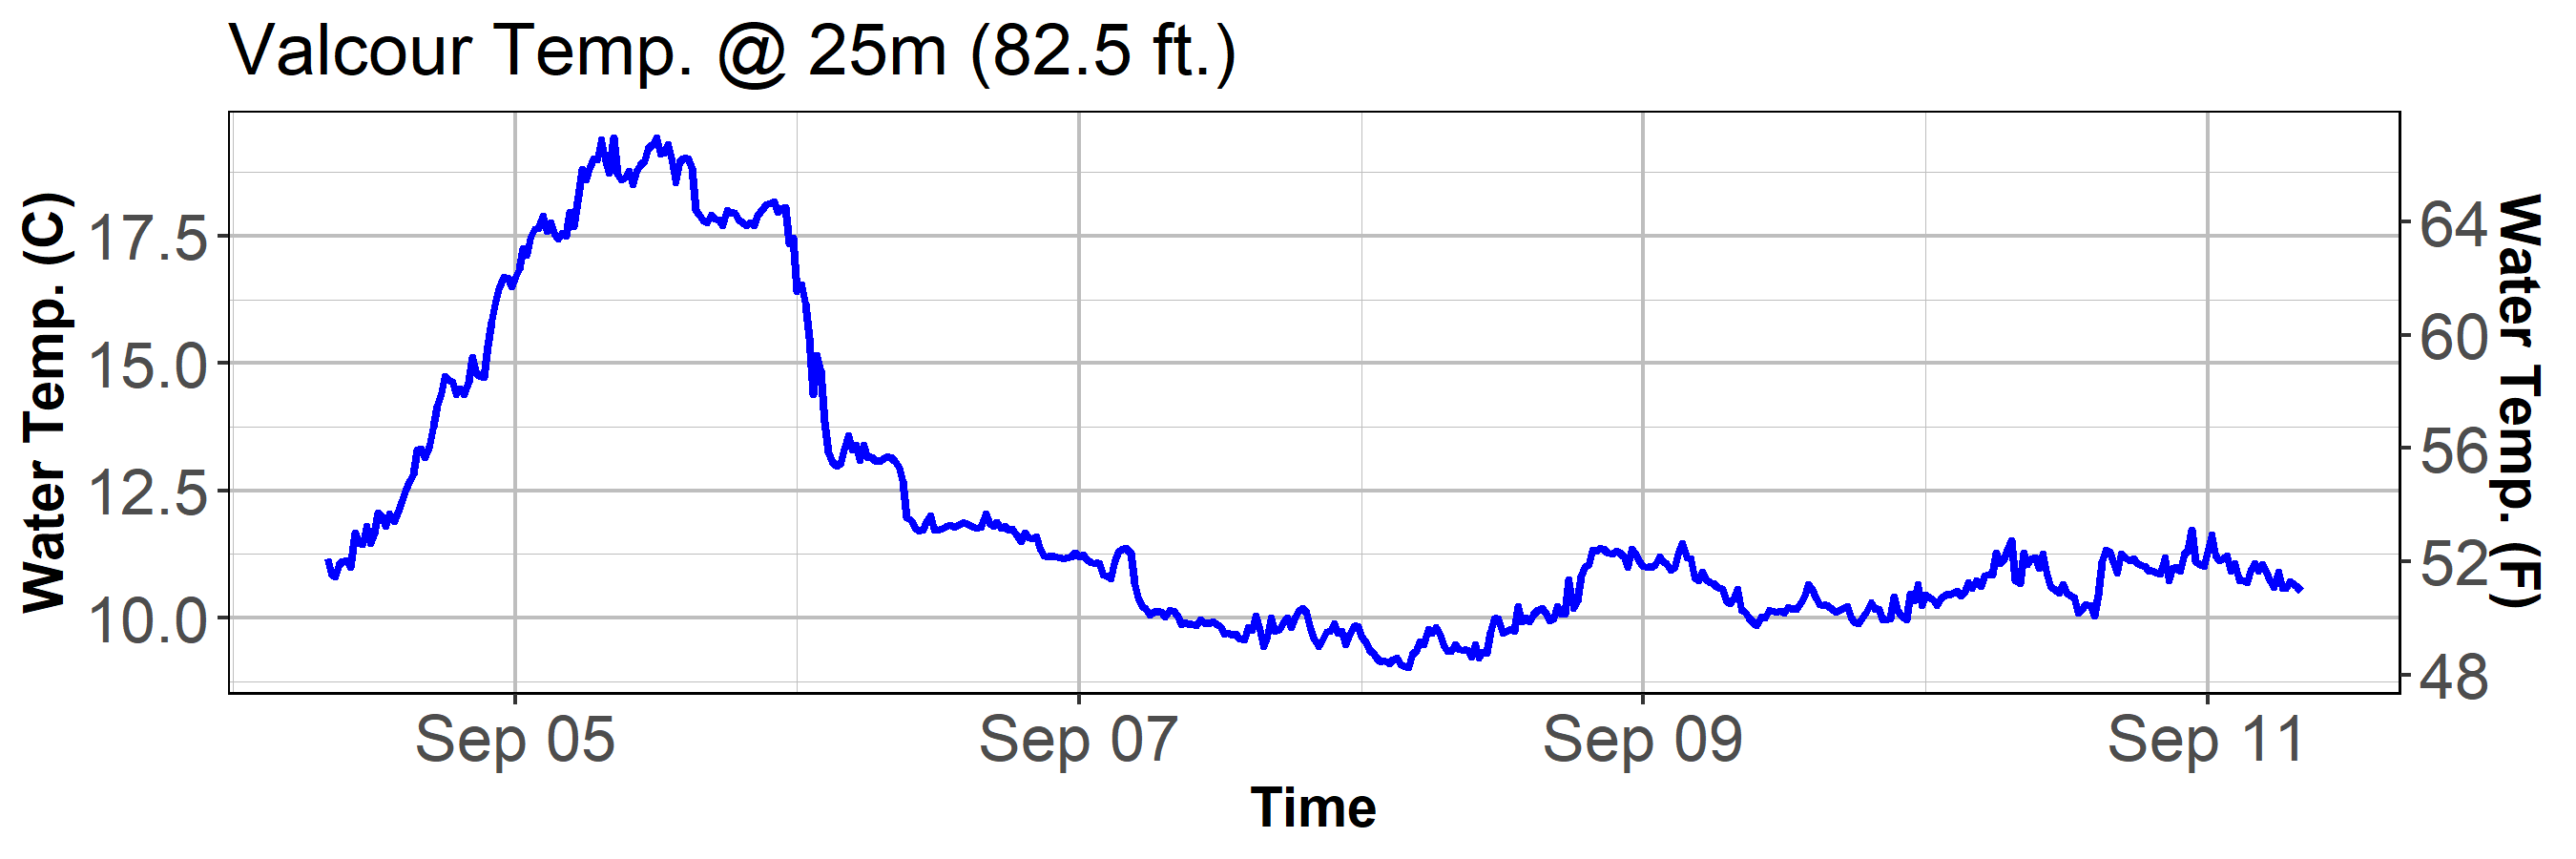 Valcour Temp. @ 25m (82.5 ft.)
Water Temp. (C)
17.5
15.0
12.5
10.0
64
60
56
52
48
Water Temp. (F)
Sep 05
Sep 07
Sep 09
Sep 11
Time